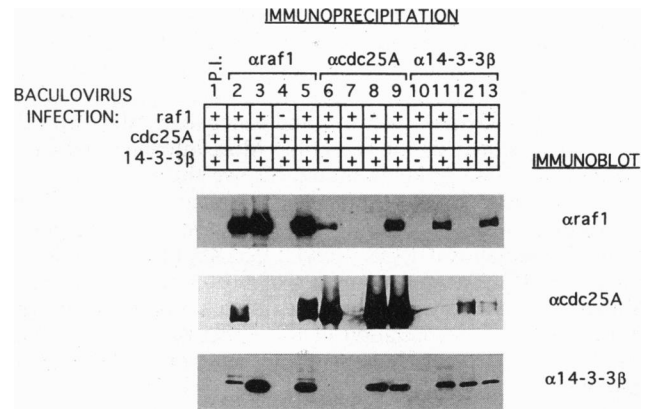 IMMUNOPRECIPITATION
P.I. αraf1 αcdc25A α14-3-3β
1 2 3 4 5 6 7 8 9 10 11 12 13
BACULOVIRUS
INFECTION:
raf1 + + + - + + + - + + + - +
cdc25A + + - + + + - + + + - + +
14-3-3β + - + + + - + + + - + + +
IMMUNOBLOT
αraf1
αcdc25A
α14-3-3β